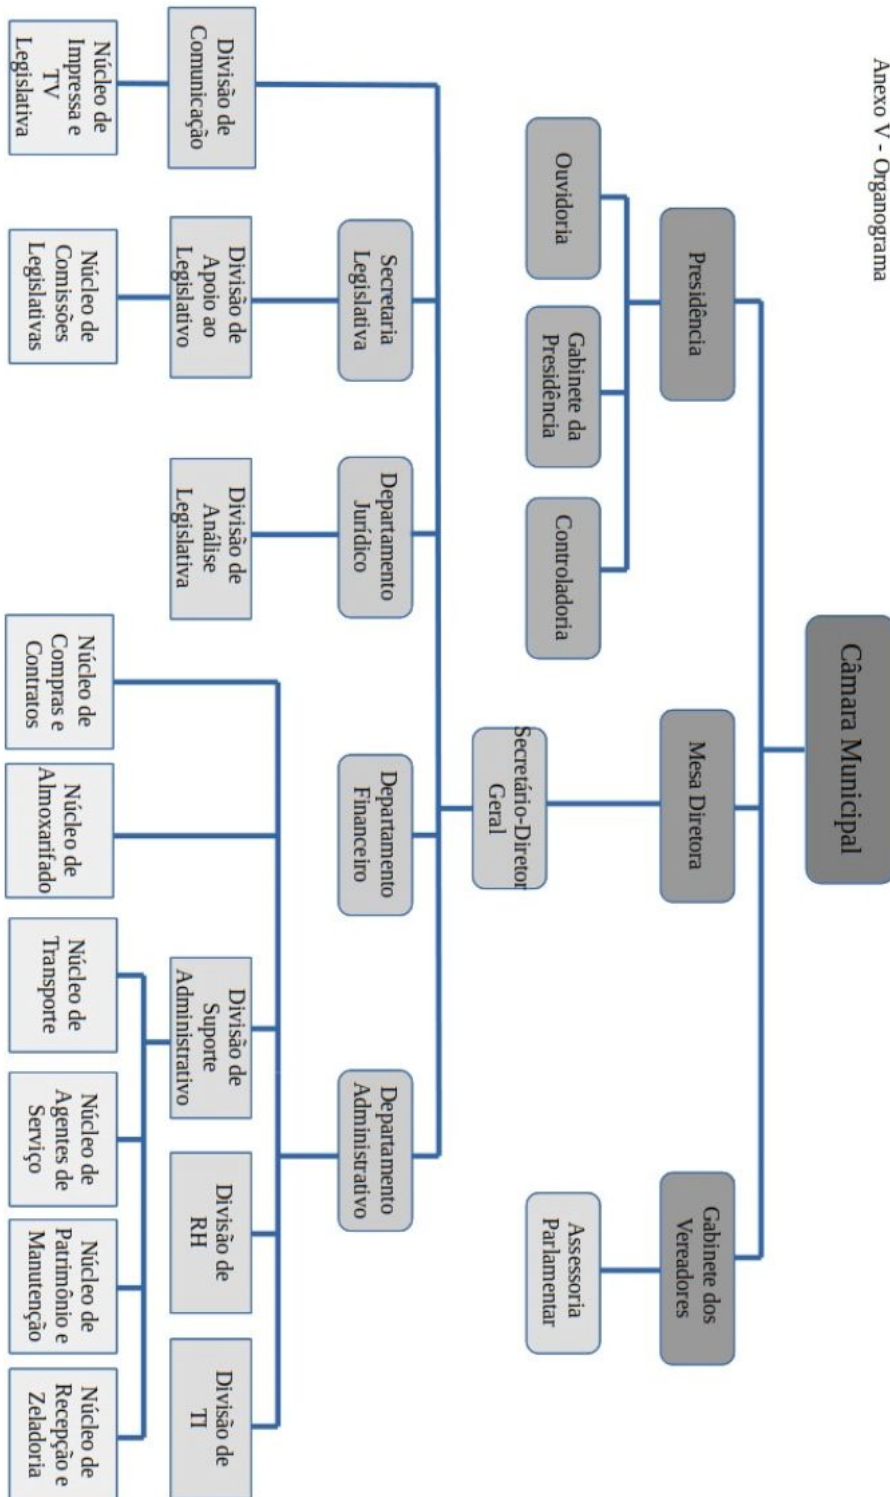 Anexo V - Organograma
Câmara Municipal
Presidência
Mesa Diretora
Gabinete dos
Vereadores
Ouvidoria
Gabinete da
Presidência
Controladoria
Assessoria
Parlamentar
Secretário-Diretor
Geral
Secretaria
Legislativa
Departamento
Jurídico
Departamento
Financeiro
Departamento
Administrativo
Divisão de
Comunicação
Divisão de
Apoio ao
Legislativo
Divisão de
Análise
Legislativa
Divisão de
Suporte
Administrativo
Divisão de
RH
Divisão de
TI
Núcleo de
Impressa e
TV
Legislativa
Núcleo de
Comissões
Legislativas
Núcleo de
Compras e
Contratos
Núcleo de
Almoxarifado
Núcleo de
Transporte
Núcleo de
Agentes de
Serviço
Núcleo de
Patrimônio e
Manutenção
Núcleo de
Recepção e
Zeladoria